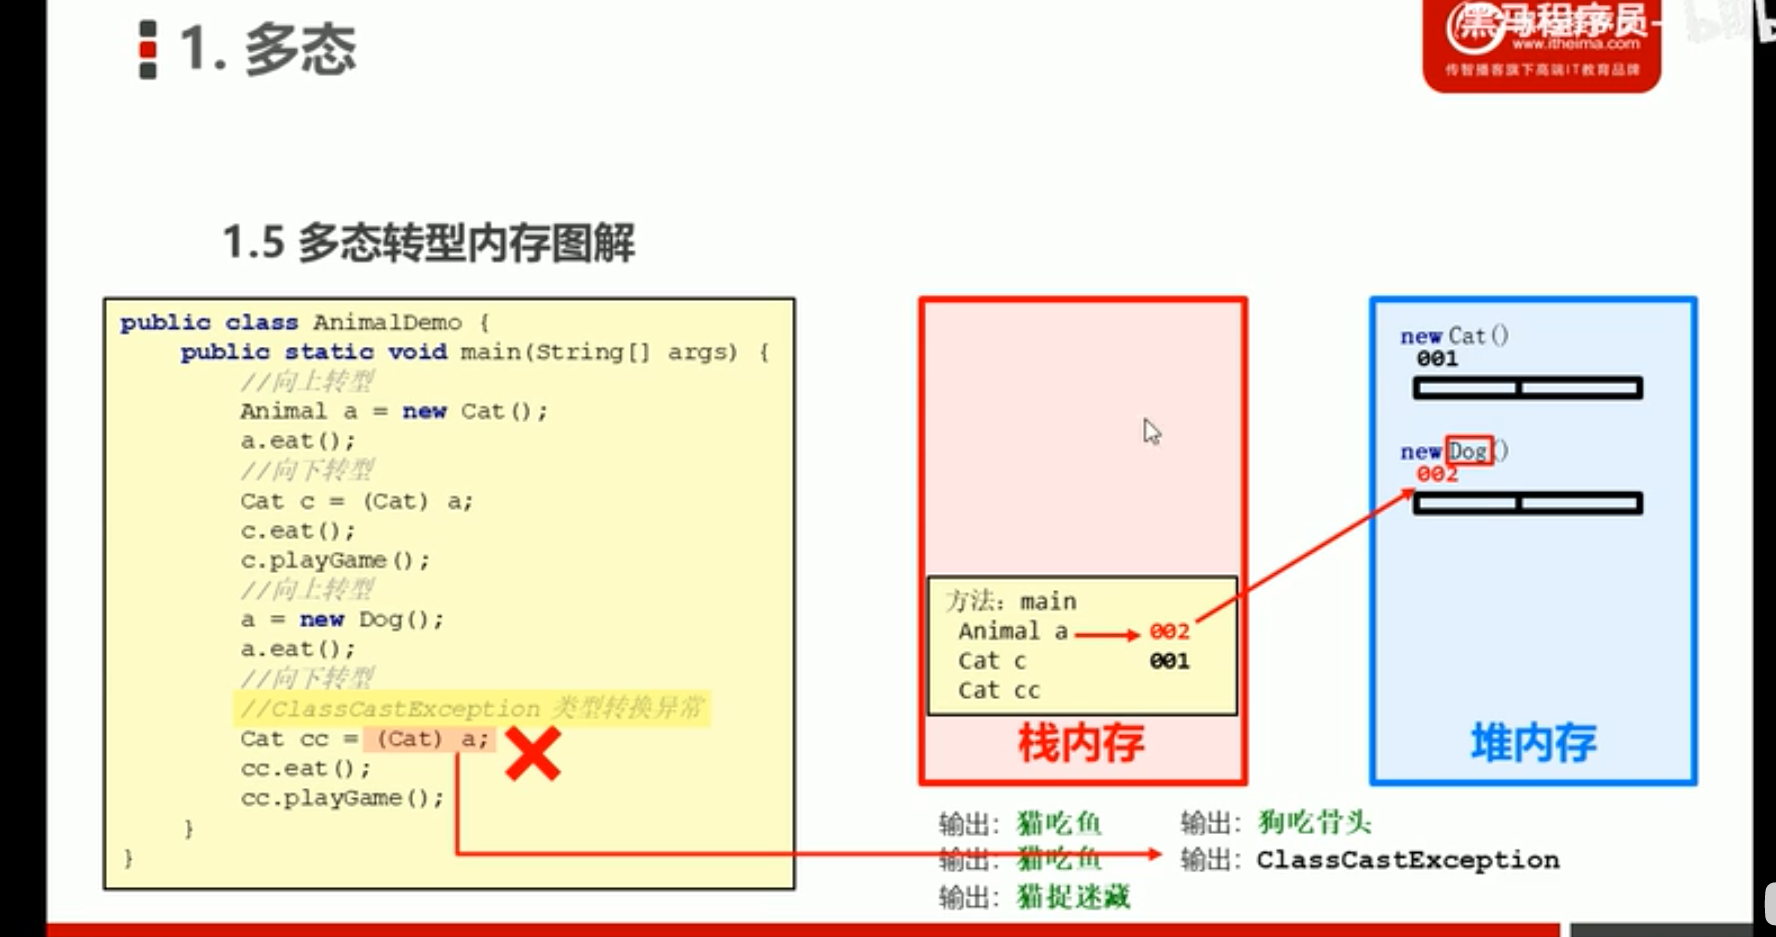 1. 多态
黑马程序员-
www.itheima.com
传智播客旗下高端IT教育品牌
1.5 多态转型内存图解
public class AnimalDemo {
public static void main(String[] args) {
//向上转型
Animal a = new Cat();
a.eat();
//向下转型
Cat c = (Cat) a;
c.eat();
c.playGame();
//向上转型
a = new Dog();
a.eat();
//向下转型
//ClassCastException 类型转换异常
Cat cc = (Cat) a;
cc.eat();
cc.playGame();
}
}
方法：main
Animal a 002
Cat c 001
Cat cc
栈内存
new Cat()
001
new Dog()
002
堆内存
输出：猫吃鱼
输出：猫吃鱼
输出：猫捉迷藏
输出：狗吃骨头
输出：ClassCastException